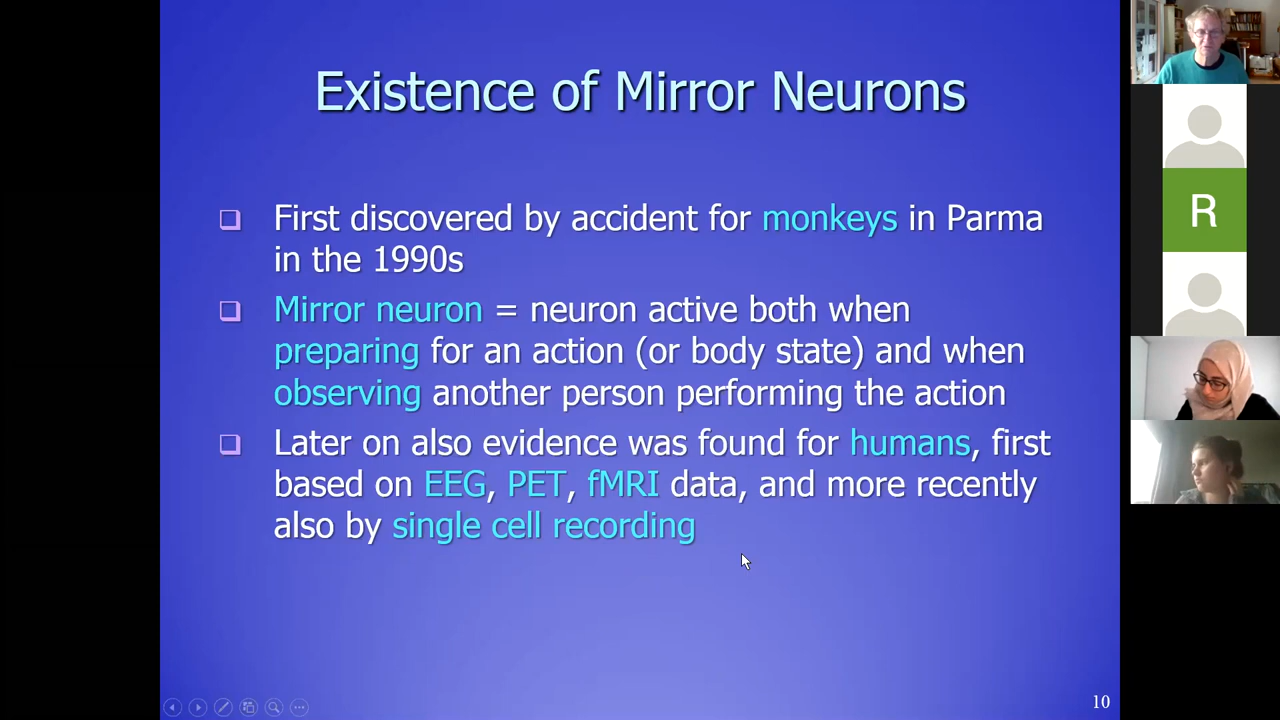 Existence of Mirror Neurons
First discovered by accident for monkeys in Parma
in the 1990s
Mirror neuron = neuron active both when
preparing for an action (or body state) and when
observing another person performing the action
Later on also evidence was found for humans, first
based on EEG, PET, fMRI data, and more recently
also by single cell recording
10
R